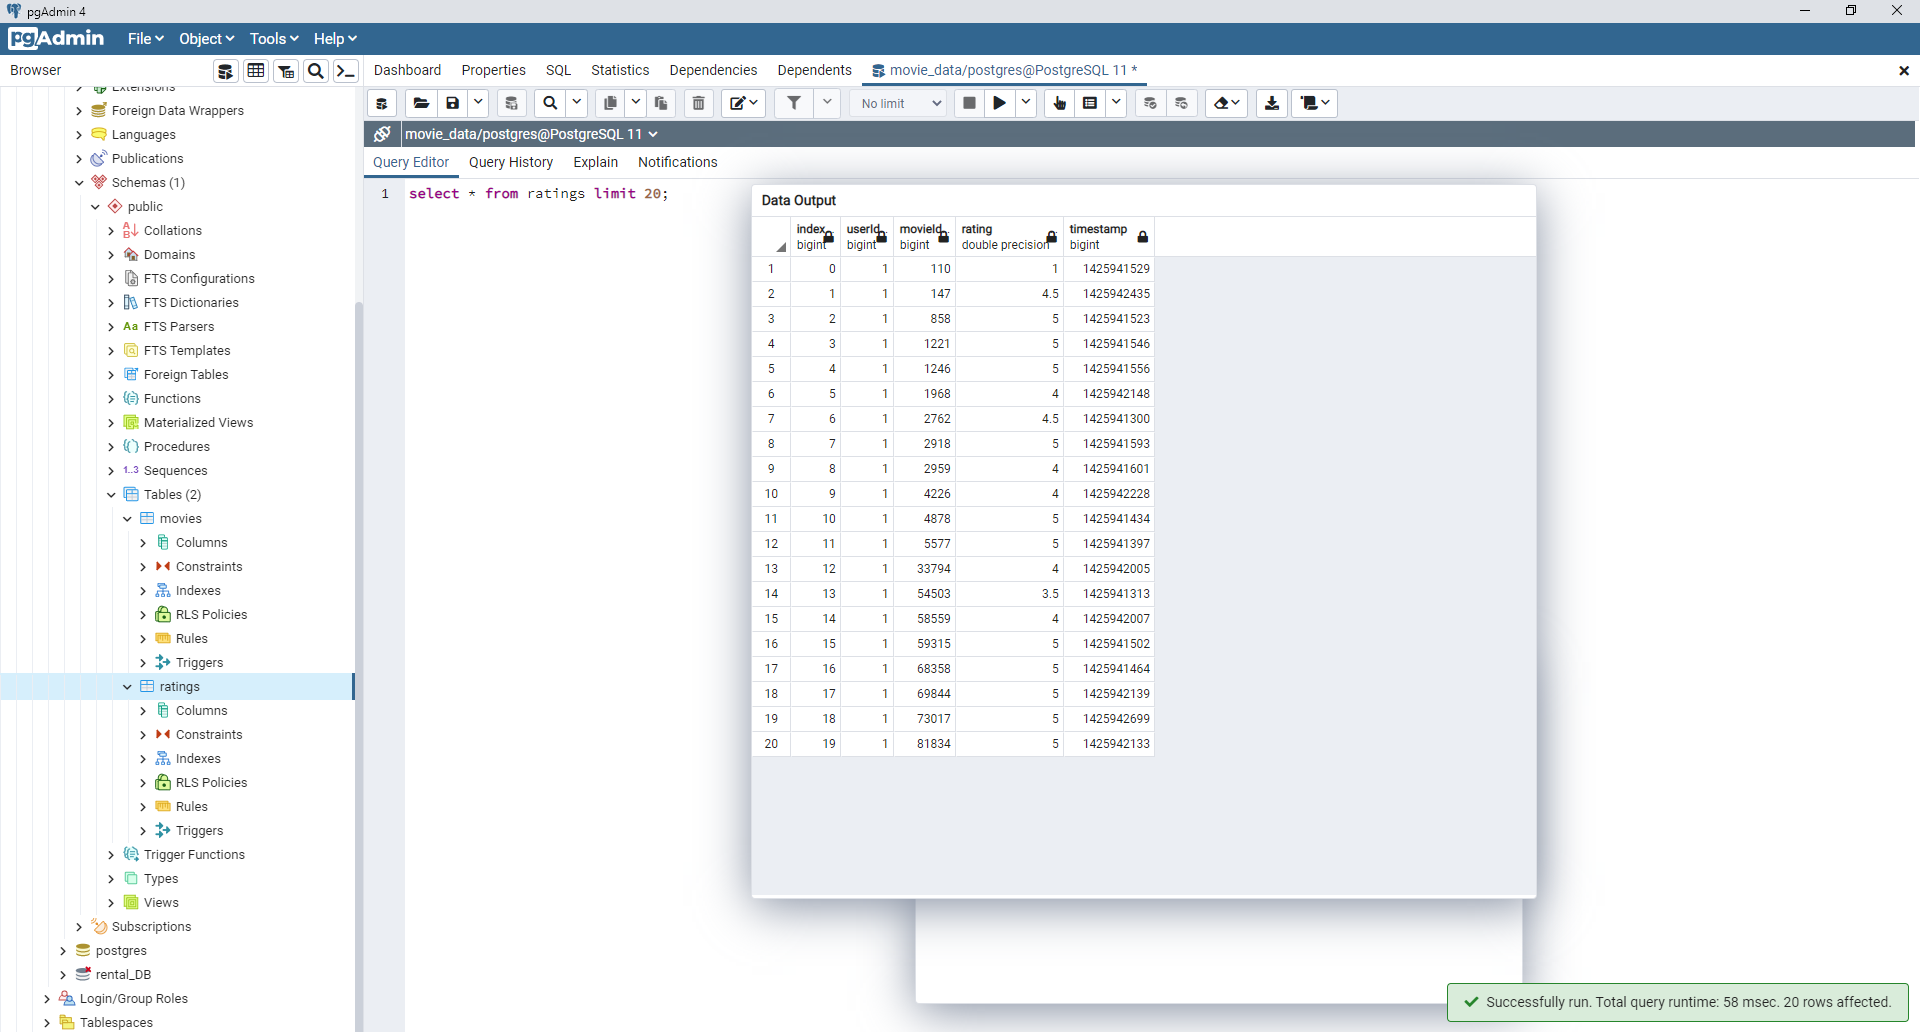 pgAdmin 4
pgAdmin File Object Tools Help
Browser
Dashboard Properties SQL Statistics Dependencies Dependents movie_data/postgres@PostgreSQL 11 *
No limit
movie_data/postgres@PostgreSQL 11
Query Editor Query History Explain Notifications
1 select * from ratings limit 20;
Extensions
Foreign Data Wrappers
Languages
Publications
Schemas (1)
public
Collations
Domains
FTS Configurations
FTS Dictionaries
Aa FTS Parsers
FTS Templates
Foreign Tables
Functions
Materialized Views
Procedures
1..3 Sequences
Tables (2)
movies
Columns
Constraints
Indexes
RLS Policies
Rules
Triggers
ratings
Columns
Constraints
Indexes
RLS Policies
Rules
Triggers
Trigger Functions
Types
Views
Subscriptions
postgres
rental_DB
Login/Group Roles
Tablespaces
Data Output
index userId movieId rating timestamp
bigint bigint bigint double precision bigint
1 0 1 110 1 1425941529
2 1 1 147 4.5 1425942435
3 2 1 858 5 1425941523
4 3 1 1221 5 1425941546
5 4 1 1246 5 1425941556
6 5 1 1968 4 1425942148
7 6 1 2762 4.5 1425941300
8 7 1 2918 5 1425941593
9 8 1 2959 4 1425941601
10 9 1 4226 4 1425942228
11 10 1 4878 5 1425941434
12 11 1 5577 5 1425941397
13 12 1 33794 4 1425942005
14 13 1 54503 3.5 1425941313
15 14 1 58559 4 1425942007
16 15 1 59315 5 1425941502
17 16 1 68358 5 1425941464
18 17 1 69844 5 1425942139
19 18 1 73017 5 1425942699
20 19 1 81834 5 1425942133
Successfully run. Total query runtime: 58 msec. 20 rows affected.